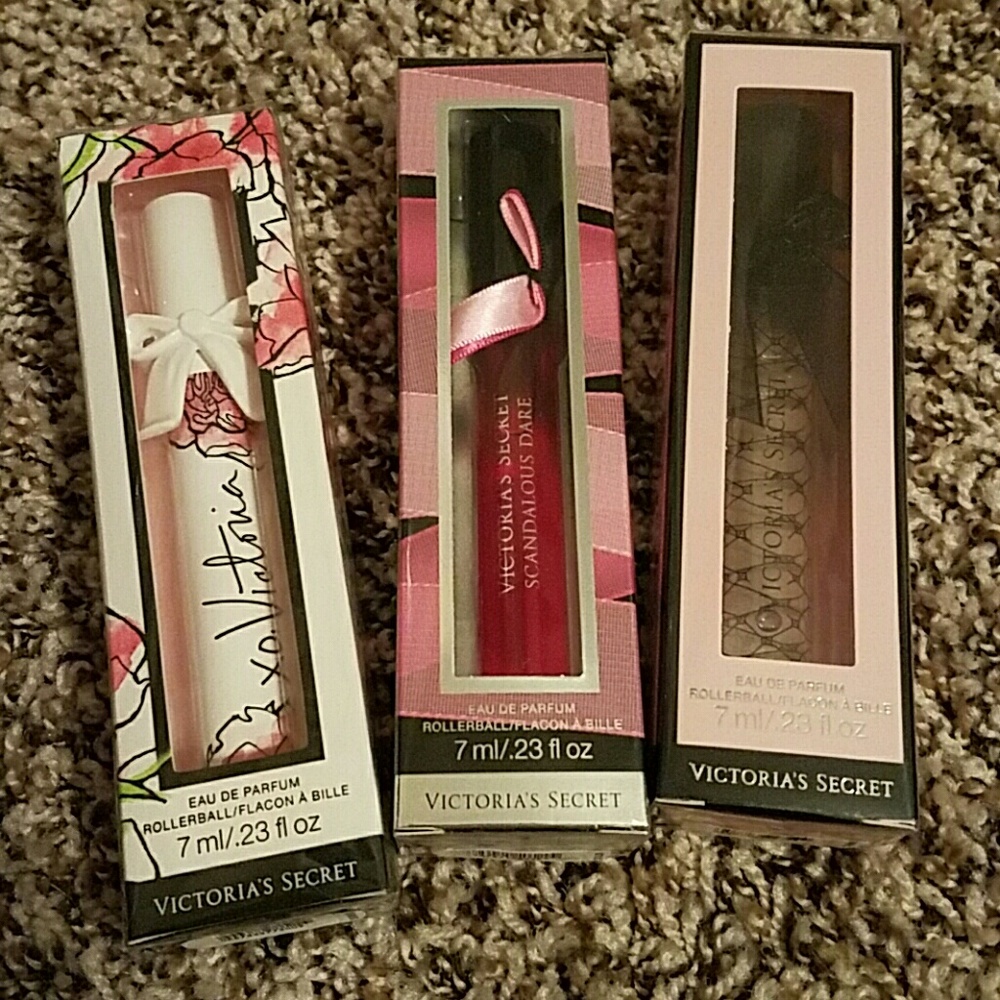 xo, Victoria
EAU DE PARFUM
ROLLERBALL/FLACON À BILLE
7 ml/.23 fl oz
VICTORIA'S SECRET
VICTORIA'S SECRET
SCANDALOUS DARE
EAU DE PARFUM
ROLLERBALL/FLACON À BILLE
7 ml/.23 fl oz
VICTORIA'S SECRET
VICTORIA'S SECRET
EAU DE PARFUM
ROLLERBALL/FLACON À BILLE
7 ml/.23 fl oz
VICTORIA'S SECRET